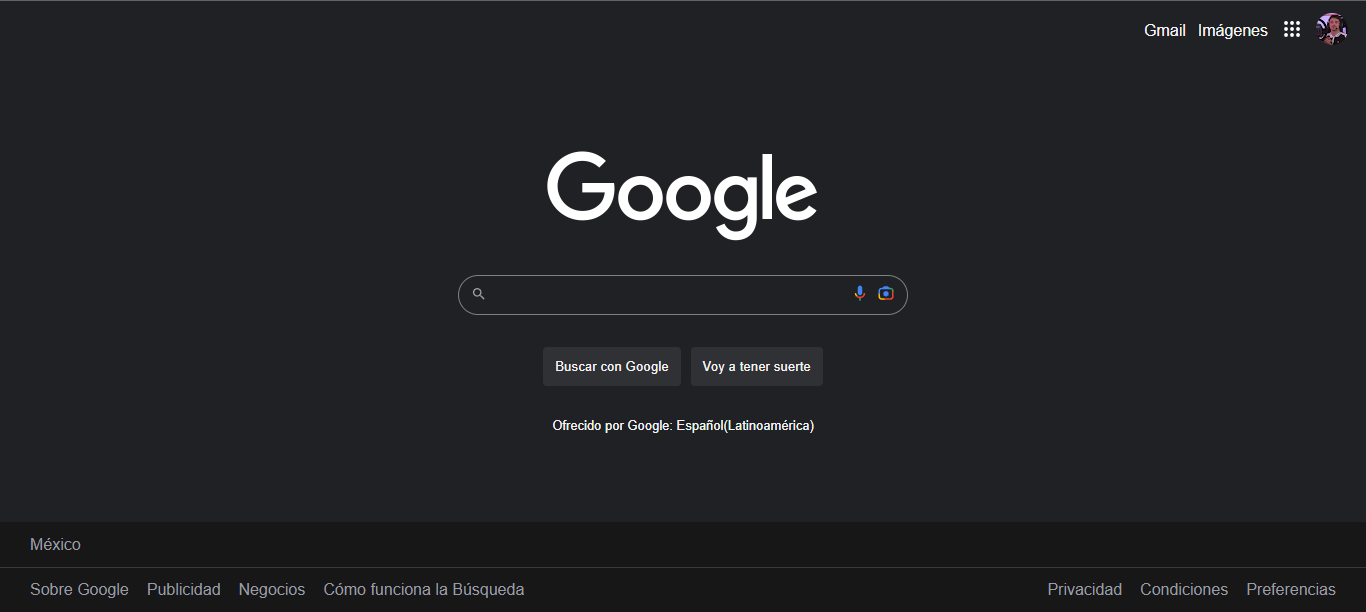 Gmail Imágenes
Google
Buscar con Google Voy a tener suerte
Ofrecido por Google: Español(Latinoamérica)
México
Sobre Google Publicidad Negocios Cómo funciona la Búsqueda Privacidad Condiciones Preferencias